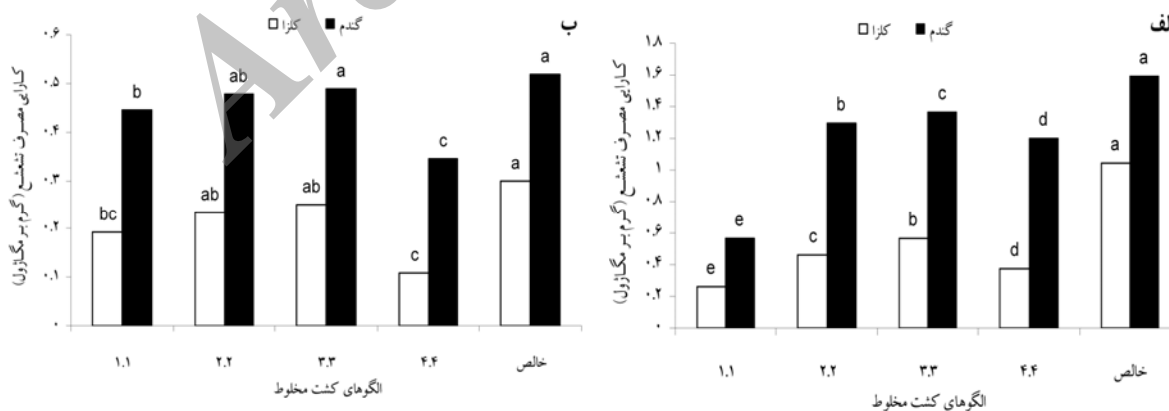 الف
گندم
کلزا
کارایی مصرف تشعشع (گرم بر مگاژول)
۱.۸
۱.۶
۱.۴
۱.۲
۱
۰.۸
۰.۶
۰.۴
۰.۲
۰
e
e
c
b
b
c
d
d
a
a
۱.۱
۲.۲
۳.۳
۴.۴
خالص
الگوهای کشت مخلوط
ب
گندم
کلزا
کارایی مصرف تشعشع (گرم بر مگاژول)
۰.۶
۰.۵
۰.۴
۰.۳
۰.۲
۰.۱
۰
bc
b
ab
ab
ab
a
c
c
a
a
۱.۱
۲.۲
۳.۳
۴.۴
خالص
الگوهای کشت مخلوط